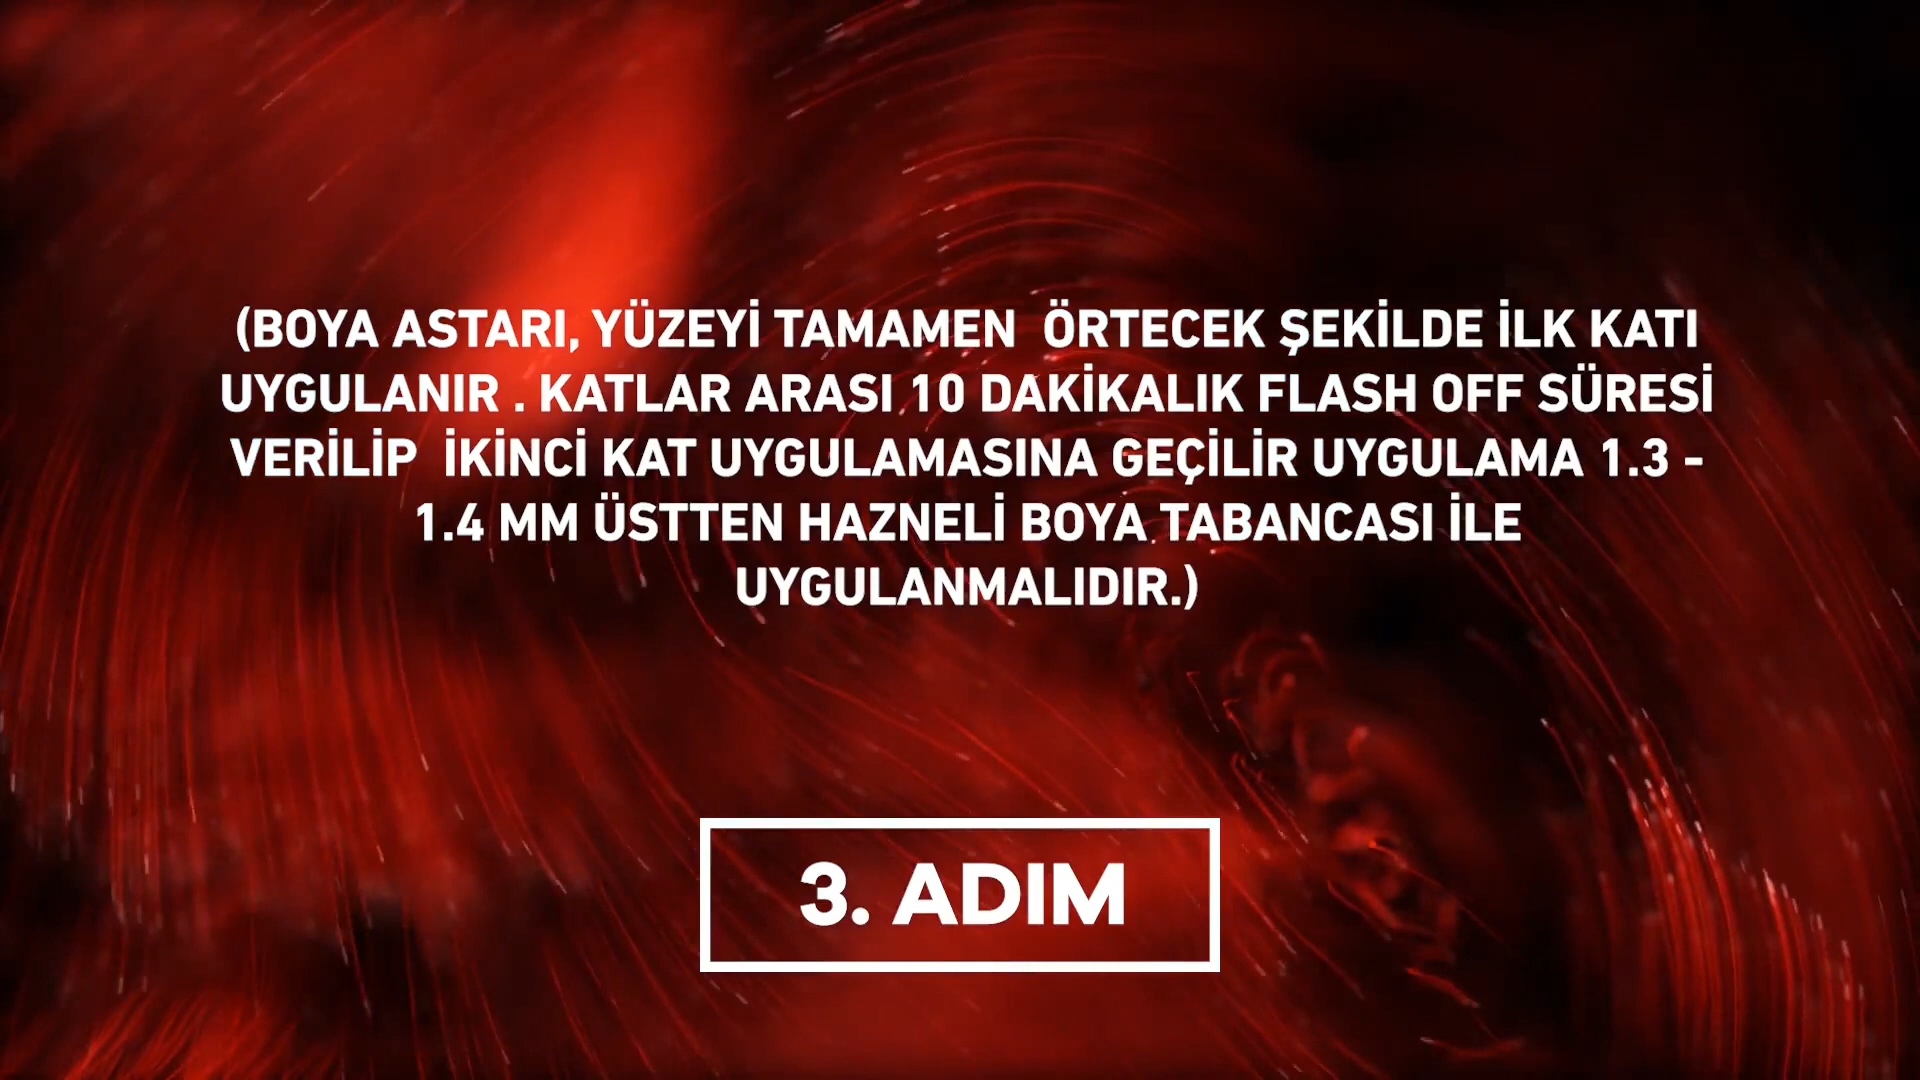 (BOYA ASTARI, YÜZEYİ TAMAMEN  ÖRTECEK ŞEKİLDE İLK KATI
UYGULANIR . KATLAR ARASI 10 DAKİKALIK FLASH OFF SÜRESİ
VERİLİP  İKİNCİ KAT UYGULAMASINA GEÇİLİR UYGULAMA 1.3 -
1.4 MM ÜSTTEN HAZNELİ BOYA TABANCASI İLE
UYGULANMALIDIR.)
3. ADIM